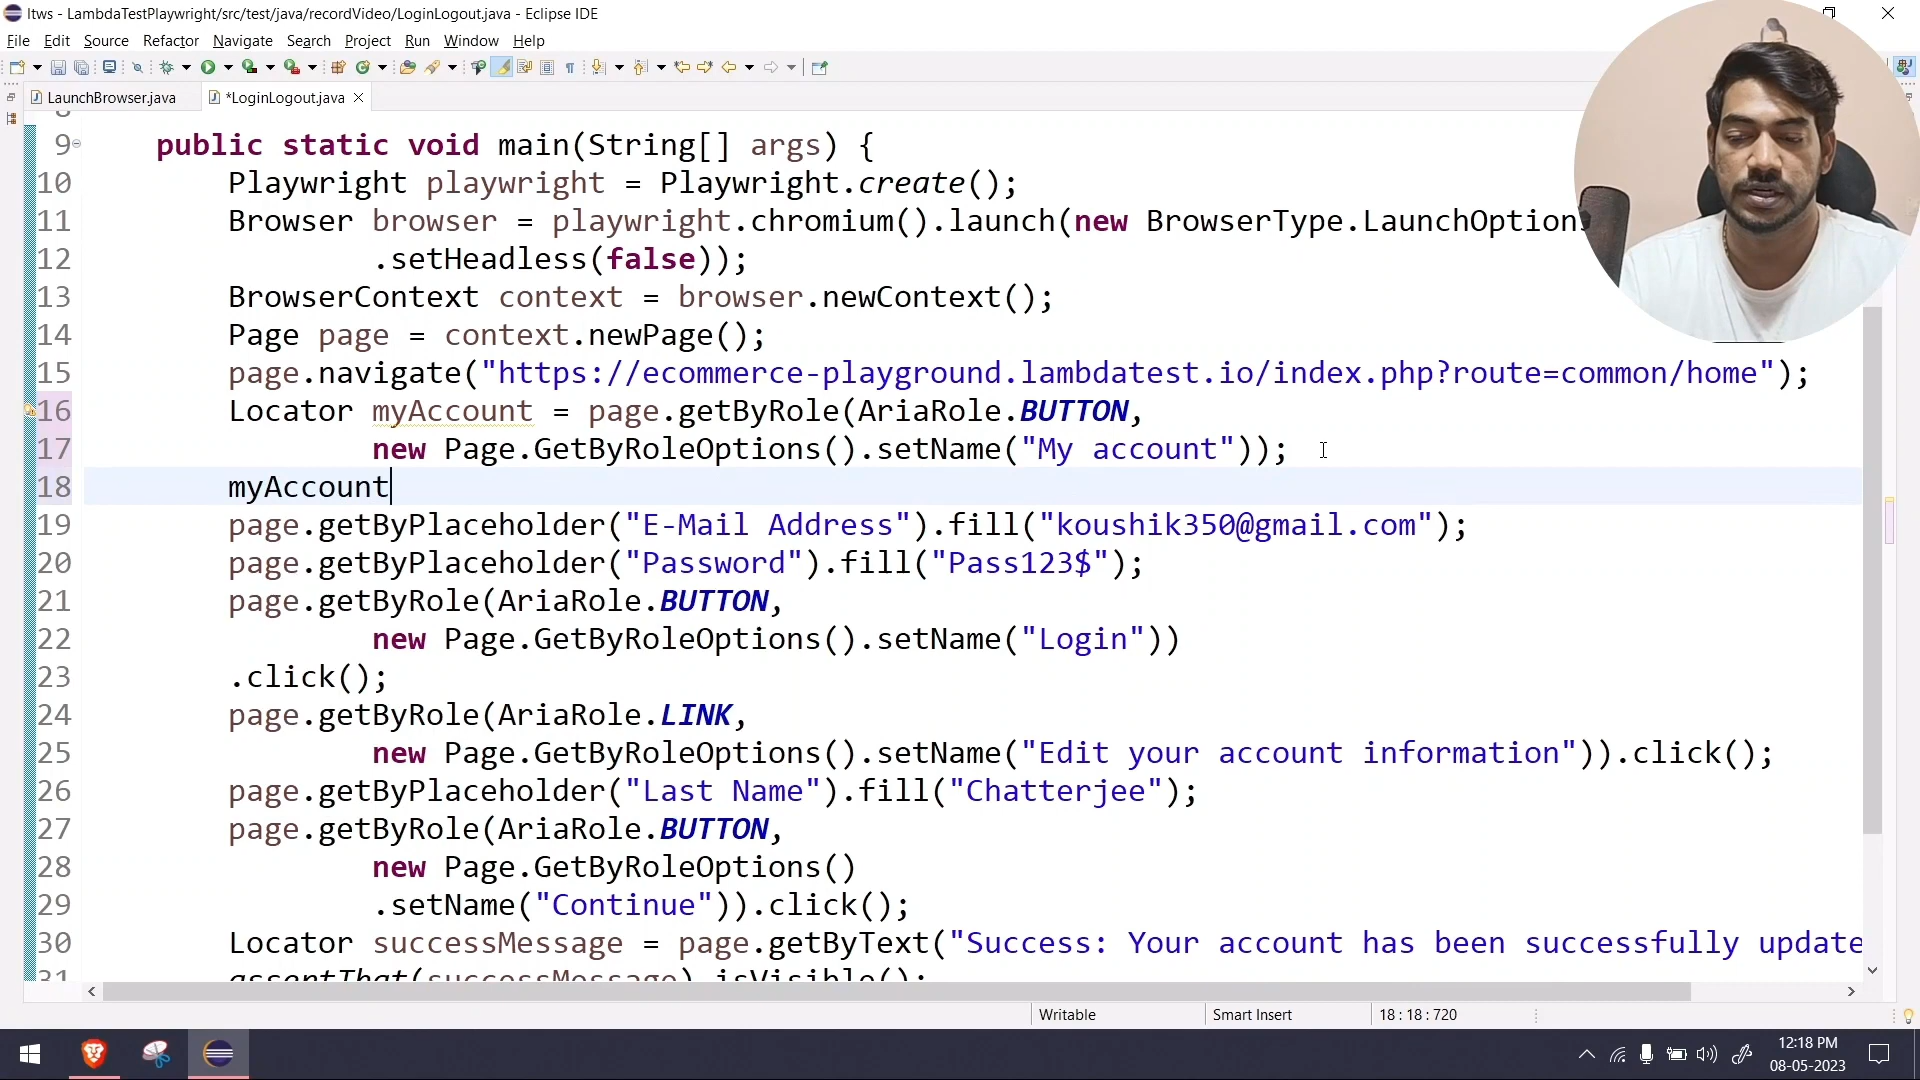 ltws - LambdaTestPlaywright/src/test/java/recordVideo/LoginLogout.java - Eclipse IDE
File Edit Source Refactor Navigate Search Project Run Window Help
LaunchBrowser.java *LoginLogout.java
9 public static void main(String[] args) {
10 Playwright playwright = Playwright.create();
11 Browser browser = playwright.chromium().launch(new BrowserType.LaunchOption
12 .setHeadless(false));
13 BrowserContext context = browser.newContext();
14 Page page = context.newPage();
15 page.navigate("https://ecommerce-playground.lambdatest.io/index.php?route=common/home");
16 Locator myAccount = page.getByRole(AriaRole.BUTTON,
17 new Page.GetByRoleOptions().setName("My account"));
18 myAccount
19 page.getByPlaceholder("E-Mail Address").fill("koushik350@gmail.com");
20 page.getByPlaceholder("Password").fill("Pass123$");
21 page.getByRole(AriaRole.BUTTON,
22 new Page.GetByRoleOptions().setName("Login"))
23 .click();
24 page.getByRole(AriaRole.LINK,
25 new Page.GetByRoleOptions().setName("Edit your account information")).click();
26 page.getByPlaceholder("Last Name").fill("Chatterjee");
27 page.getByRole(AriaRole.BUTTON,
28 new Page.GetByRoleOptions()
29 .setName("Continue")).click();
30 Locator successMessage = page.getByText("Success: Your account has been successfully update
31 assertThat(successMessage).isVisible();
Writable Smart Insert 18 : 18 : 720
12:18 PM
08-05-2023